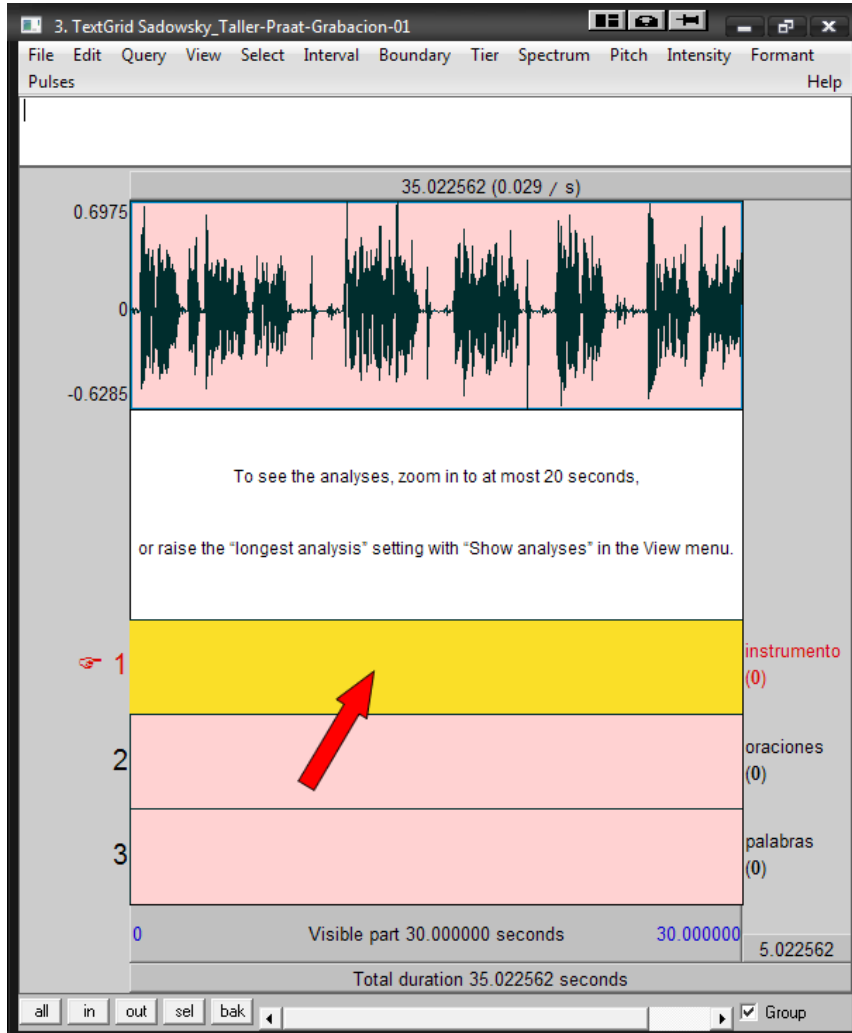 3. TextGrid Sadowsky_Taller-Praat-Grabacion-01
File Edit Query View Select Interval Boundary Tier Spectrum Pitch Intensity Formant
Pulses Help
35.022562 (0.029 / s)
0.6975
0
-0.6285
To see the analyses, zoom in to at most 20 seconds,
or raise the “longest analysis” setting with “Show analyses” in the View menu.
1 instrumento
(0)
2 oraciones
(0)
3 palabras
(0)
0 Visible part 30.000000 seconds 30.000000 5.022562
Total duration 35.022562 seconds
all in out sel bak Group